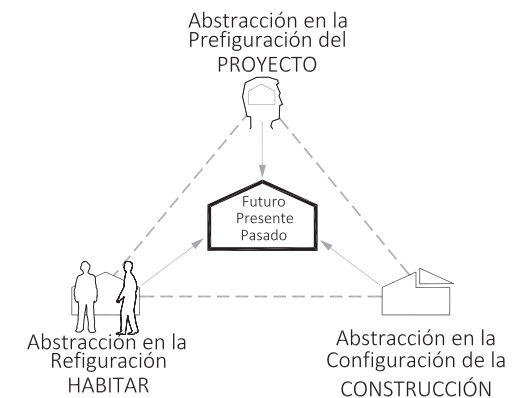 Abstracción en la
Prefiguración del
PROYECTO
Futuro
Presente
Pasado
Abstracción en la
Refiguración
HABITAR
Abstracción en la
Configuración de la
CONSTRUCCIÓN